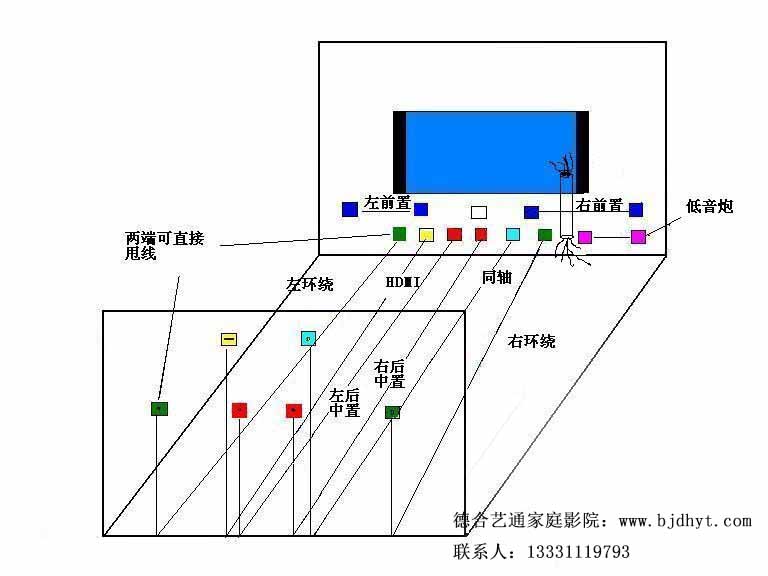 左前置
右前置
低音炮
两端可直接
甩线
左环绕
HDMI
同轴
右环绕
右后
中置
左后
中置
德合艺通家庭影院：www.bjdhyt.com
联系人：13331119793